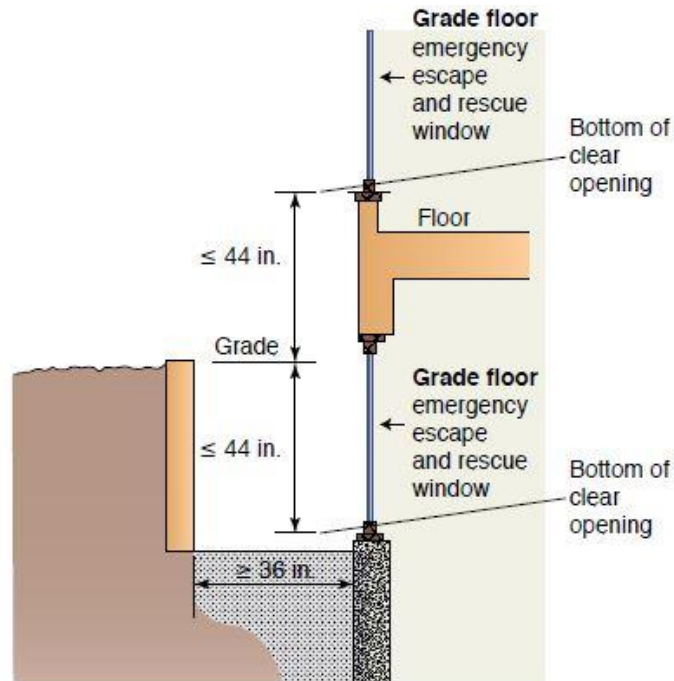 Grade floor
emergency
escape
and rescue
window
Bottom of
clear
opening
Floor
≤ 44 in.
Grade
Grade floor
emergency
escape
and rescue
window
≤ 44 in.
Bottom of
clear
opening
≥ 36 in.